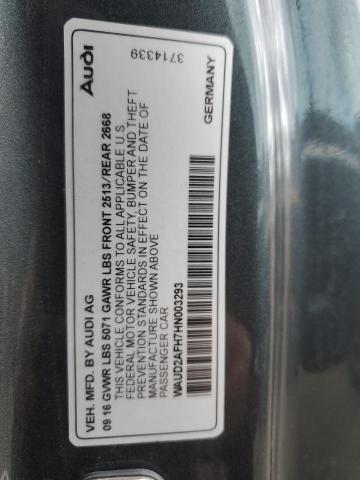 Audi
3714339
GERMANY
VEH. MFD. BY AUDI AG
09 16 GVWR LBS 5071 GAWR LBS FRONT 2513/REAR 2668
THIS VEHICLE CONFORMS TO ALL APPLICABLE U S
FEDERAL MOTOR VEHICLE SAFETY, BUMPER AND THEFT
PREVENTION STANDARDS IN EFFECT ON THE DATE OF
MANUFACTURE SHOWN ABOVE
PASSENGER CAR
WAUD2AFH7HN003293